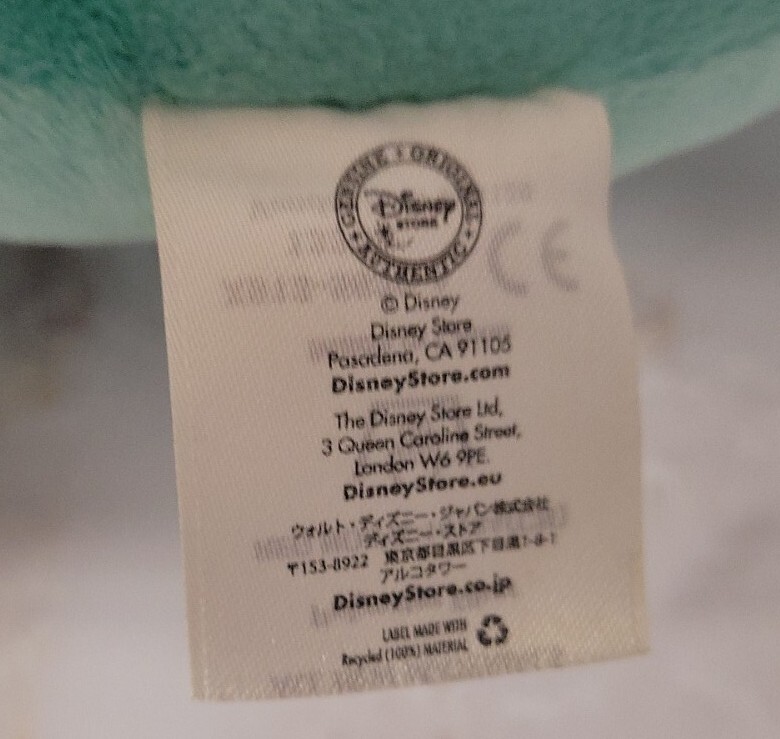 GENUINE • ORIGINAL • AUTHENTIC •
Disney
STORE
CE
© Disney
Disney Store
Pasadena, CA 91105
DisneyStore.com
The Disney Store Ltd,
3 Queen Caroline Street,
London W6 9PE.
DisneyStore.eu
ウォルト・ディズニー・ジャパン株式会社
ディズニー・ストア
〒153-8922 東京都目黒区下目黒1-8-1
アルコタワー
DisneyStore.co.jp
LABEL MADE WITH
Recycled (100%) MATERIAL